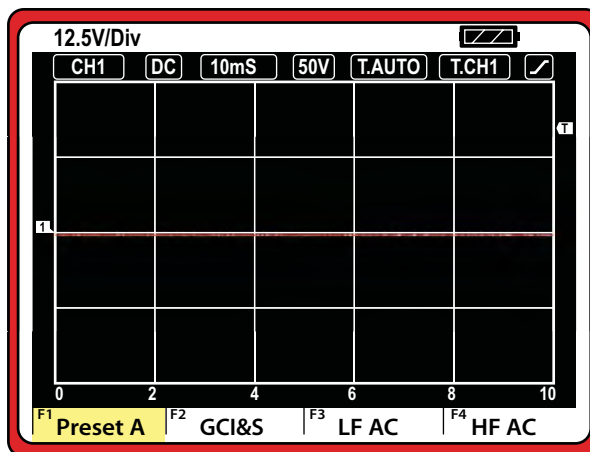 12.5V/Div
CH1 DC 10mS 50V T.AUTO T.CH1
T
1
0 2 4 6 8 10
F1 Preset A F2 GCI&S F3 LF AC F4 HF AC